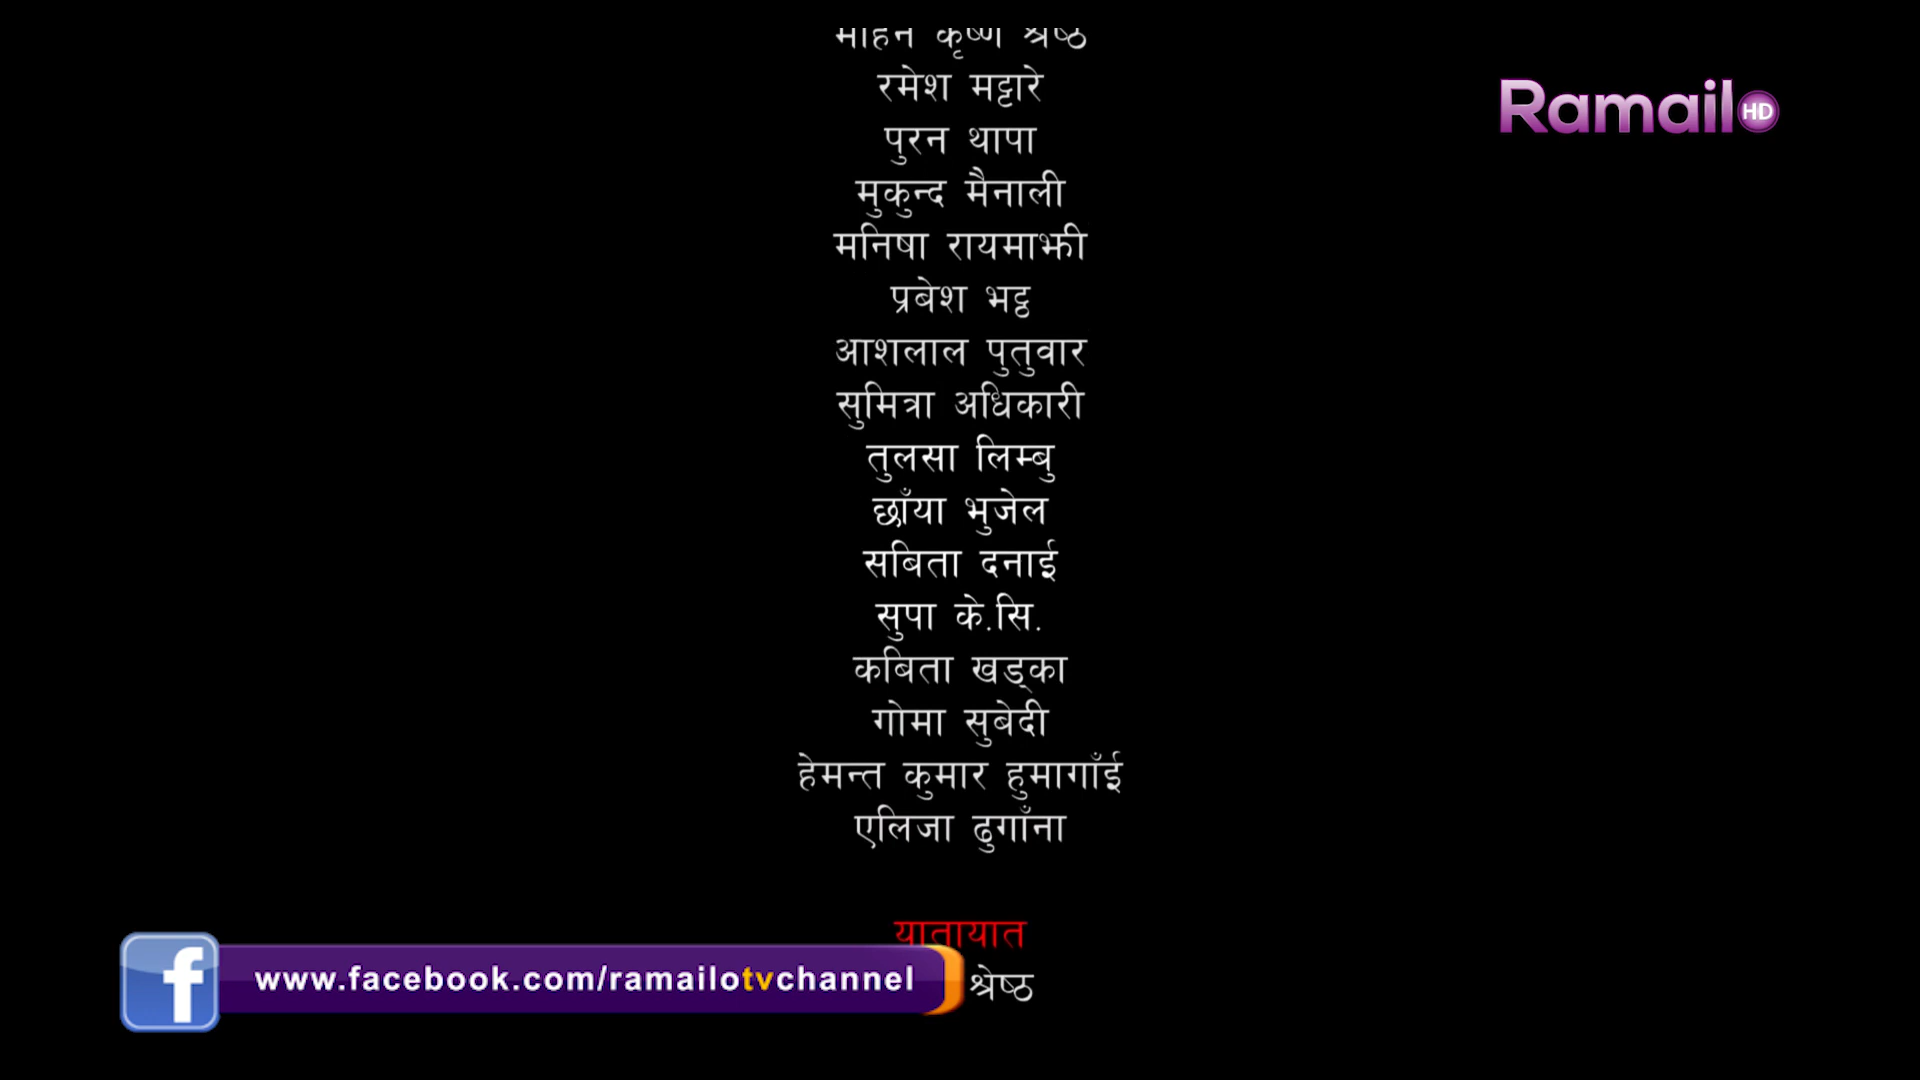 मोहन कृष्ण श्रेष्ठ
Ramailo HD
रमेश मट्टारे
पुरन थापा
मुकुन्द मैनाली
मनिषा रायमाझी
प्रबेश भट्ठ
आशलाल पुतुवार
सुमित्रा अधिकारी
तुलसा लिम्बु
छाँया भुजेल
सबिता दनाई
सुपा के.सि.
कबिता खड्का
गोमा सुबेदी
हेमन्त कुमार हुमागाँई
एलिजा ढुगाँना
यातायात
श्रेष्ठ
www.facebook.com/ramailotvchannel